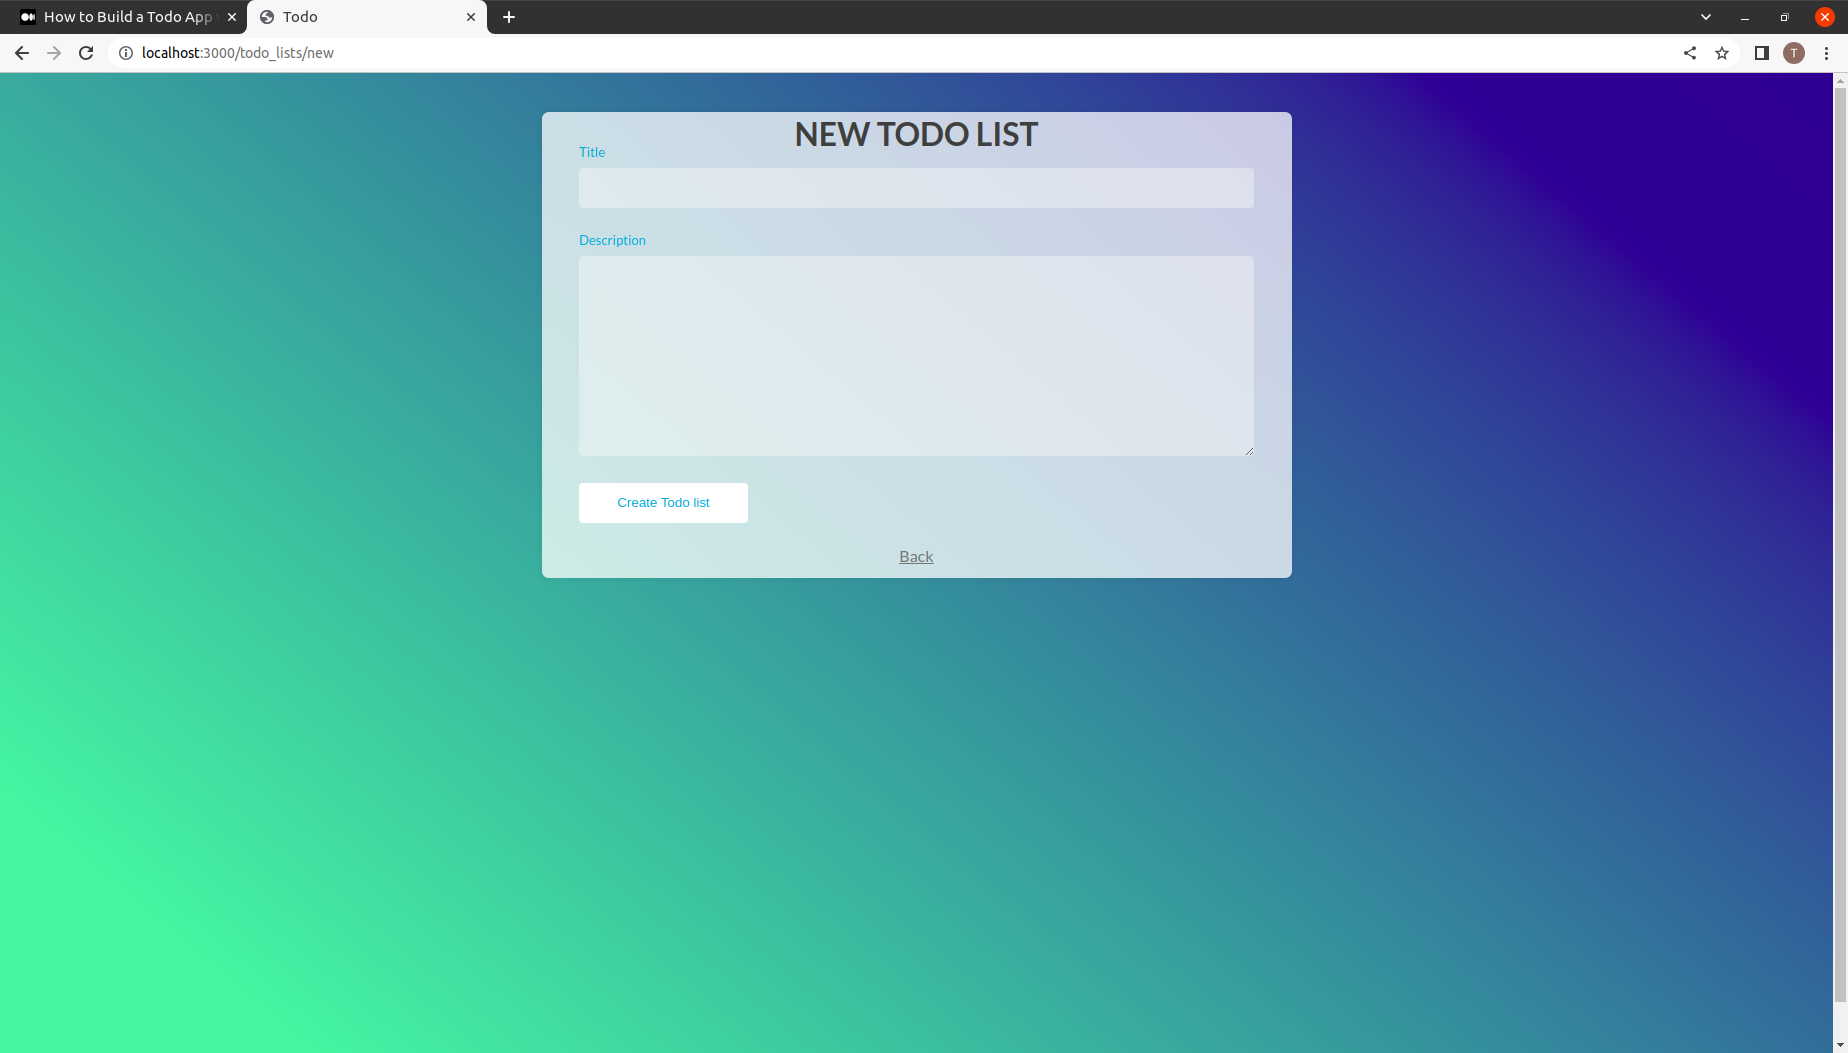 How to Build a Todo App
Todo
localhost:3000/todo_lists/new
T
NEW TODO LIST
Title
Description
Create Todo list
Back